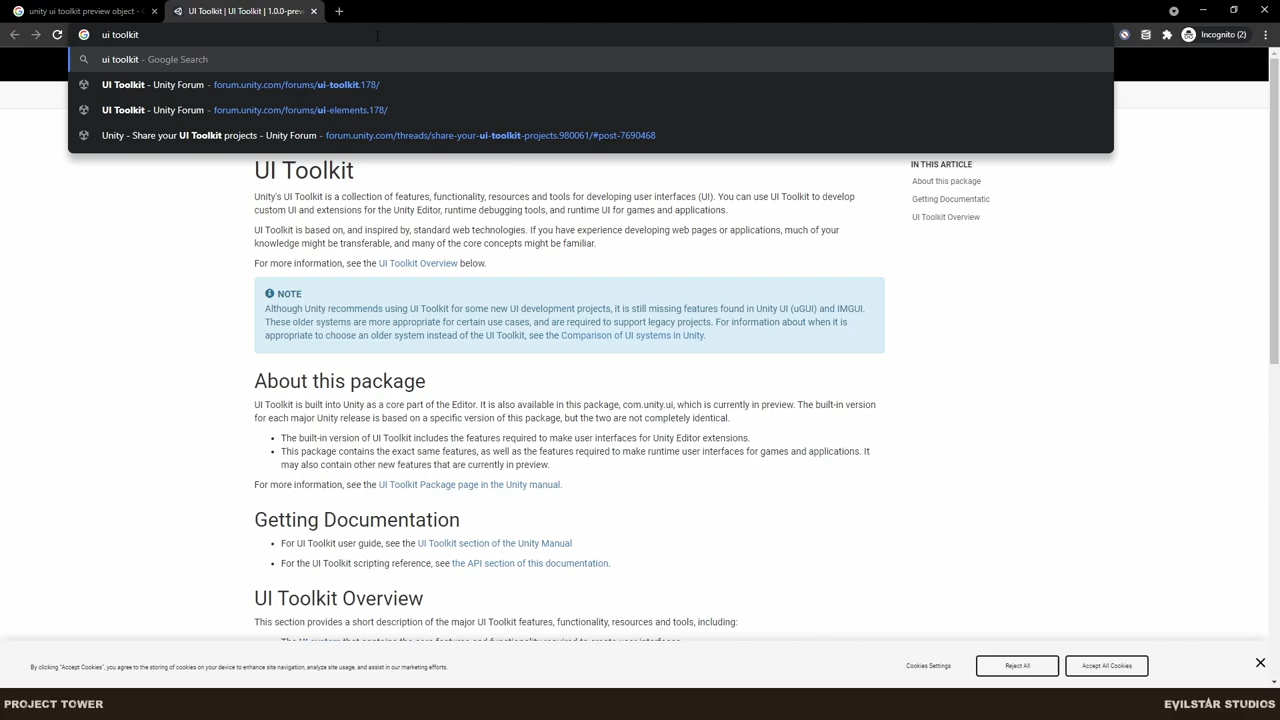 unity ui toolkit preview object -
UI Toolkit | UI Toolkit | 1.0.0-prev
ui toolkit
Incognito (2)
ui toolkit - Google Search
UI Toolkit - Unity Forum - forum.unity.com/forums/ui-toolkit.178/
UI Toolkit - Unity Forum - forum.unity.com/forums/ui-elements.178/
Unity - Share your UI Toolkit projects - Unity Forum - forum.unity.com/threads/share-your-ui-toolkit-projects.980061/#post-7690468
UI Toolkit
Unity's UI Toolkit is a collection of features, functionality, resources and tools for developing user interfaces (UI). You can use UI Toolkit to develop
custom UI and extensions for the Unity Editor, runtime debugging tools, and runtime UI for games and applications.
UI Toolkit is based on, and inspired by, standard web technologies. If you have experience developing web pages or applications, much of your
knowledge might be transferable, and many of the core concepts might be familiar.
For more information, see the UI Toolkit Overview below.
NOTE
Although Unity recommends using UI Toolkit for some new UI development projects, it is still missing features found in Unity UI (uGUI) and IMGUI.
These older systems are more appropriate for certain use cases, and are required to support legacy projects. For information about when it is
appropriate to choose an older system instead of the UI Toolkit, see the Comparison of UI systems in Unity.
About this package
UI Toolkit is built into Unity as a core part of the Editor. It is also available in this package, com.unity.ui, which is currently in preview. The built-in version
for each major Unity release is based on a specific version of this package, but the two are not completely identical.
• The built-in version of UI Toolkit includes the features required to make user interfaces for Unity Editor extensions.
• This package contains the exact same features, as well as the features required to make runtime user interfaces for games and applications. It
may also contain other new features that are currently in preview.
For more information, see the UI Toolkit Package page in the Unity manual.
Getting Documentation
• For UI Toolkit user guide, see the UI Toolkit section of the Unity Manual
• For the UI Toolkit scripting reference, see the API section of this documentation.
UI Toolkit Overview
This section provides a short description of the major UI Toolkit features, functionality, resources and tools, including:
IN THIS ARTICLE
About this package
Getting Documentatic
UI Toolkit Overview
By clicking "Accept Cookies", you agree to the storing of cookies on your device to enhance site navigation, analyze site usage, and assist in our marketing efforts.
Cookies Settings
Reject All
Accept All Cookies
PROJECT TOWER
EVILSTAR STUDIOS